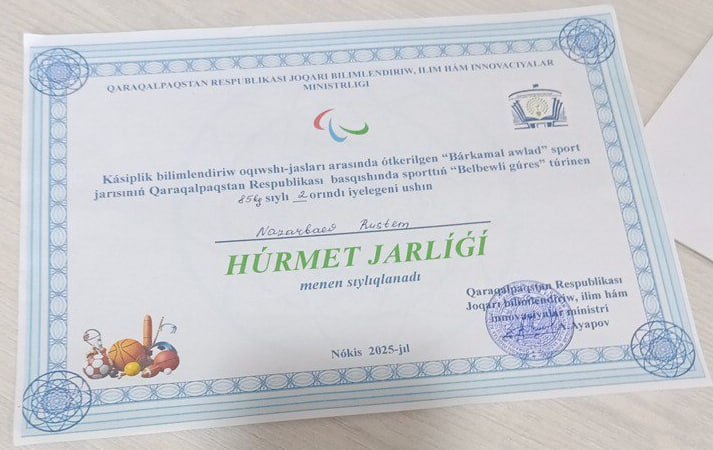 QARAQALPAQSTAN RESPUBLIKASI JOQARI BILIMLENDIRIW, ILIM HÁM INNOVACIYALAR
MINISTRLIGI
Kásiplik bilimlendiriw oqıwshı-jasları arasında ótkerilgen “Bárkamal awlad” sport
jarısınıń Qaraqalpaqstan Respublikası basqıshında sporttıń “Belbewli gúres” túrinen
85kg sıylı 2 orındı iyelegeni ushın
Nazarbaev Rustem
HÚRMET JARLÍǴÍ
menen sıylıqlanadı
Qaraqalpaqstan Respublikası
Joqarı bilimlendiriw, ilim hám
innovaciyalar ministri
A.Ayapov
Nókis 2025-jıl